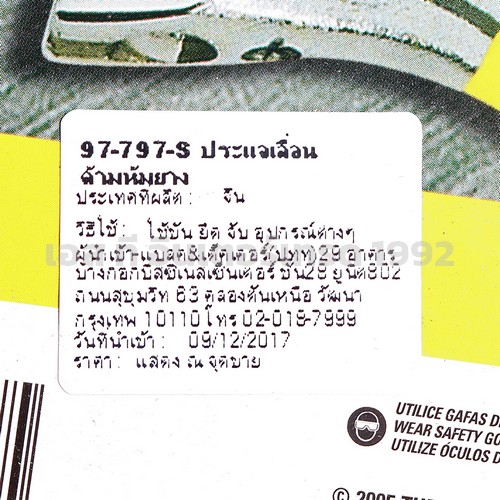 97-797-S ประแจเลื่อน
ด้ามหุ้มยาง
ประเทศที่ผลิต : จีน
วิธีใช้ : ใช้ขัน ยึด จับ อุปกรณ์ต่างๆ
ผู้นำเข้า แบลค&เด็คเดอร์(ปทท)29 อาคาร
บางกอกบิสซิเนสเซ็นเตอร์ ชั้น28 ยูนิต802
ถนนสุขุมวิท 63 คลองตันเหนือ วัฒนา
กรุงเทพ 10110 โทร 02-018-7999
วันที่นำเข้า : 09/12/2017
ราคา : แสดง ณ จุดขาย
1992
UTILICE GAFAS D
WEAR SAFETY GO
UTILIZE ÓCULOS D
© 2005 THE